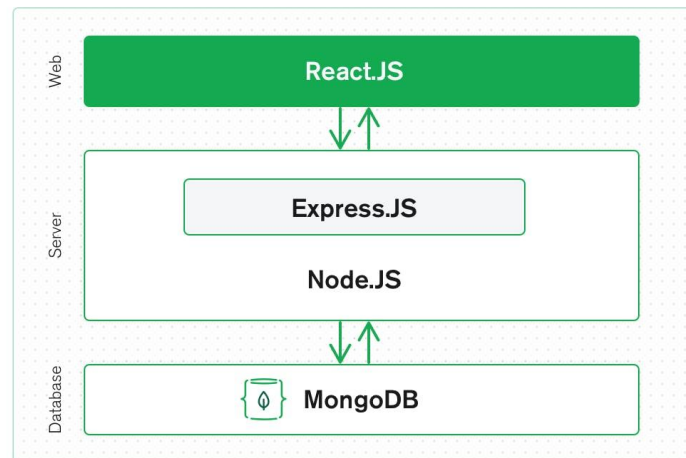 Web
React.JS
Server
Express.JS
Node.JS
Database
MongoDB